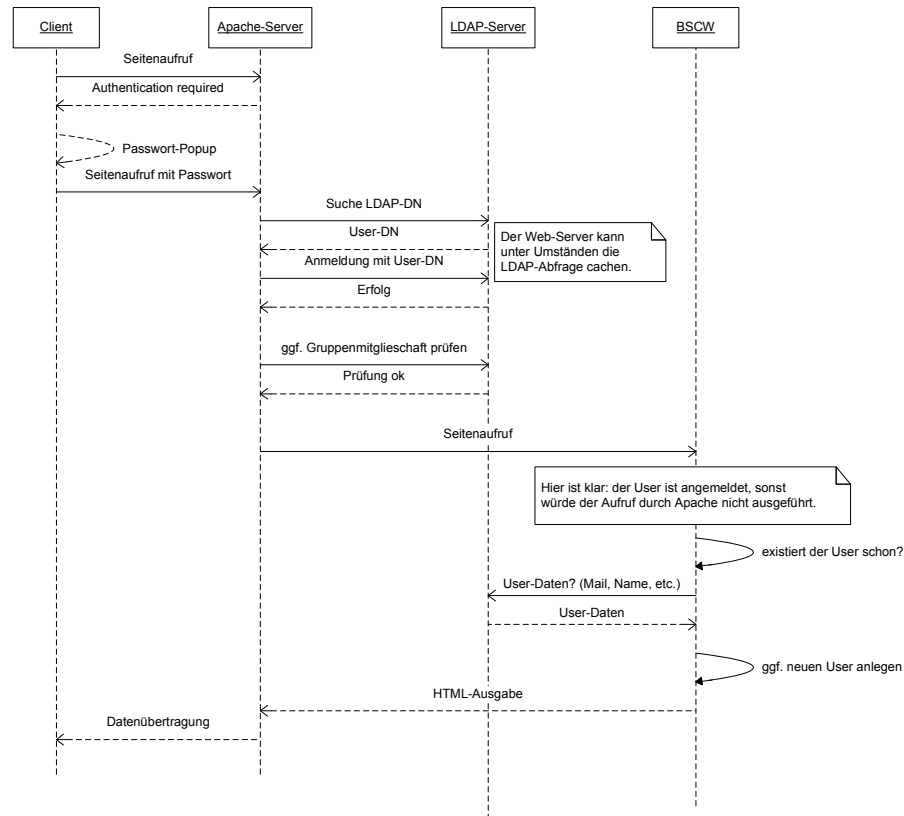 Client
Apache-Server
LDAP-Server
BSCW
Seitenaufruf
Authentication required
Passwort-Popup
Seitenaufruf mit Passwort
Suche LDAP-DN
User-DN
Der Web-Server kann
unter Umständen die
LDAP-Abfrage cachen.
Anmeldung mit User-DN
Erfolg
ggf. Gruppenmitglieschaft prüfen
Prüfung ok
Seitenaufruf
Hier ist klar: der User ist angemeldet, sonst
würde der Aufruf durch Apache nicht ausgeführt.
existiert der User schon?
User-Daten? (Mail, Name, etc.)
User-Daten
ggf. neuen User anlegen
HTML-Ausgabe
Datenübertragung